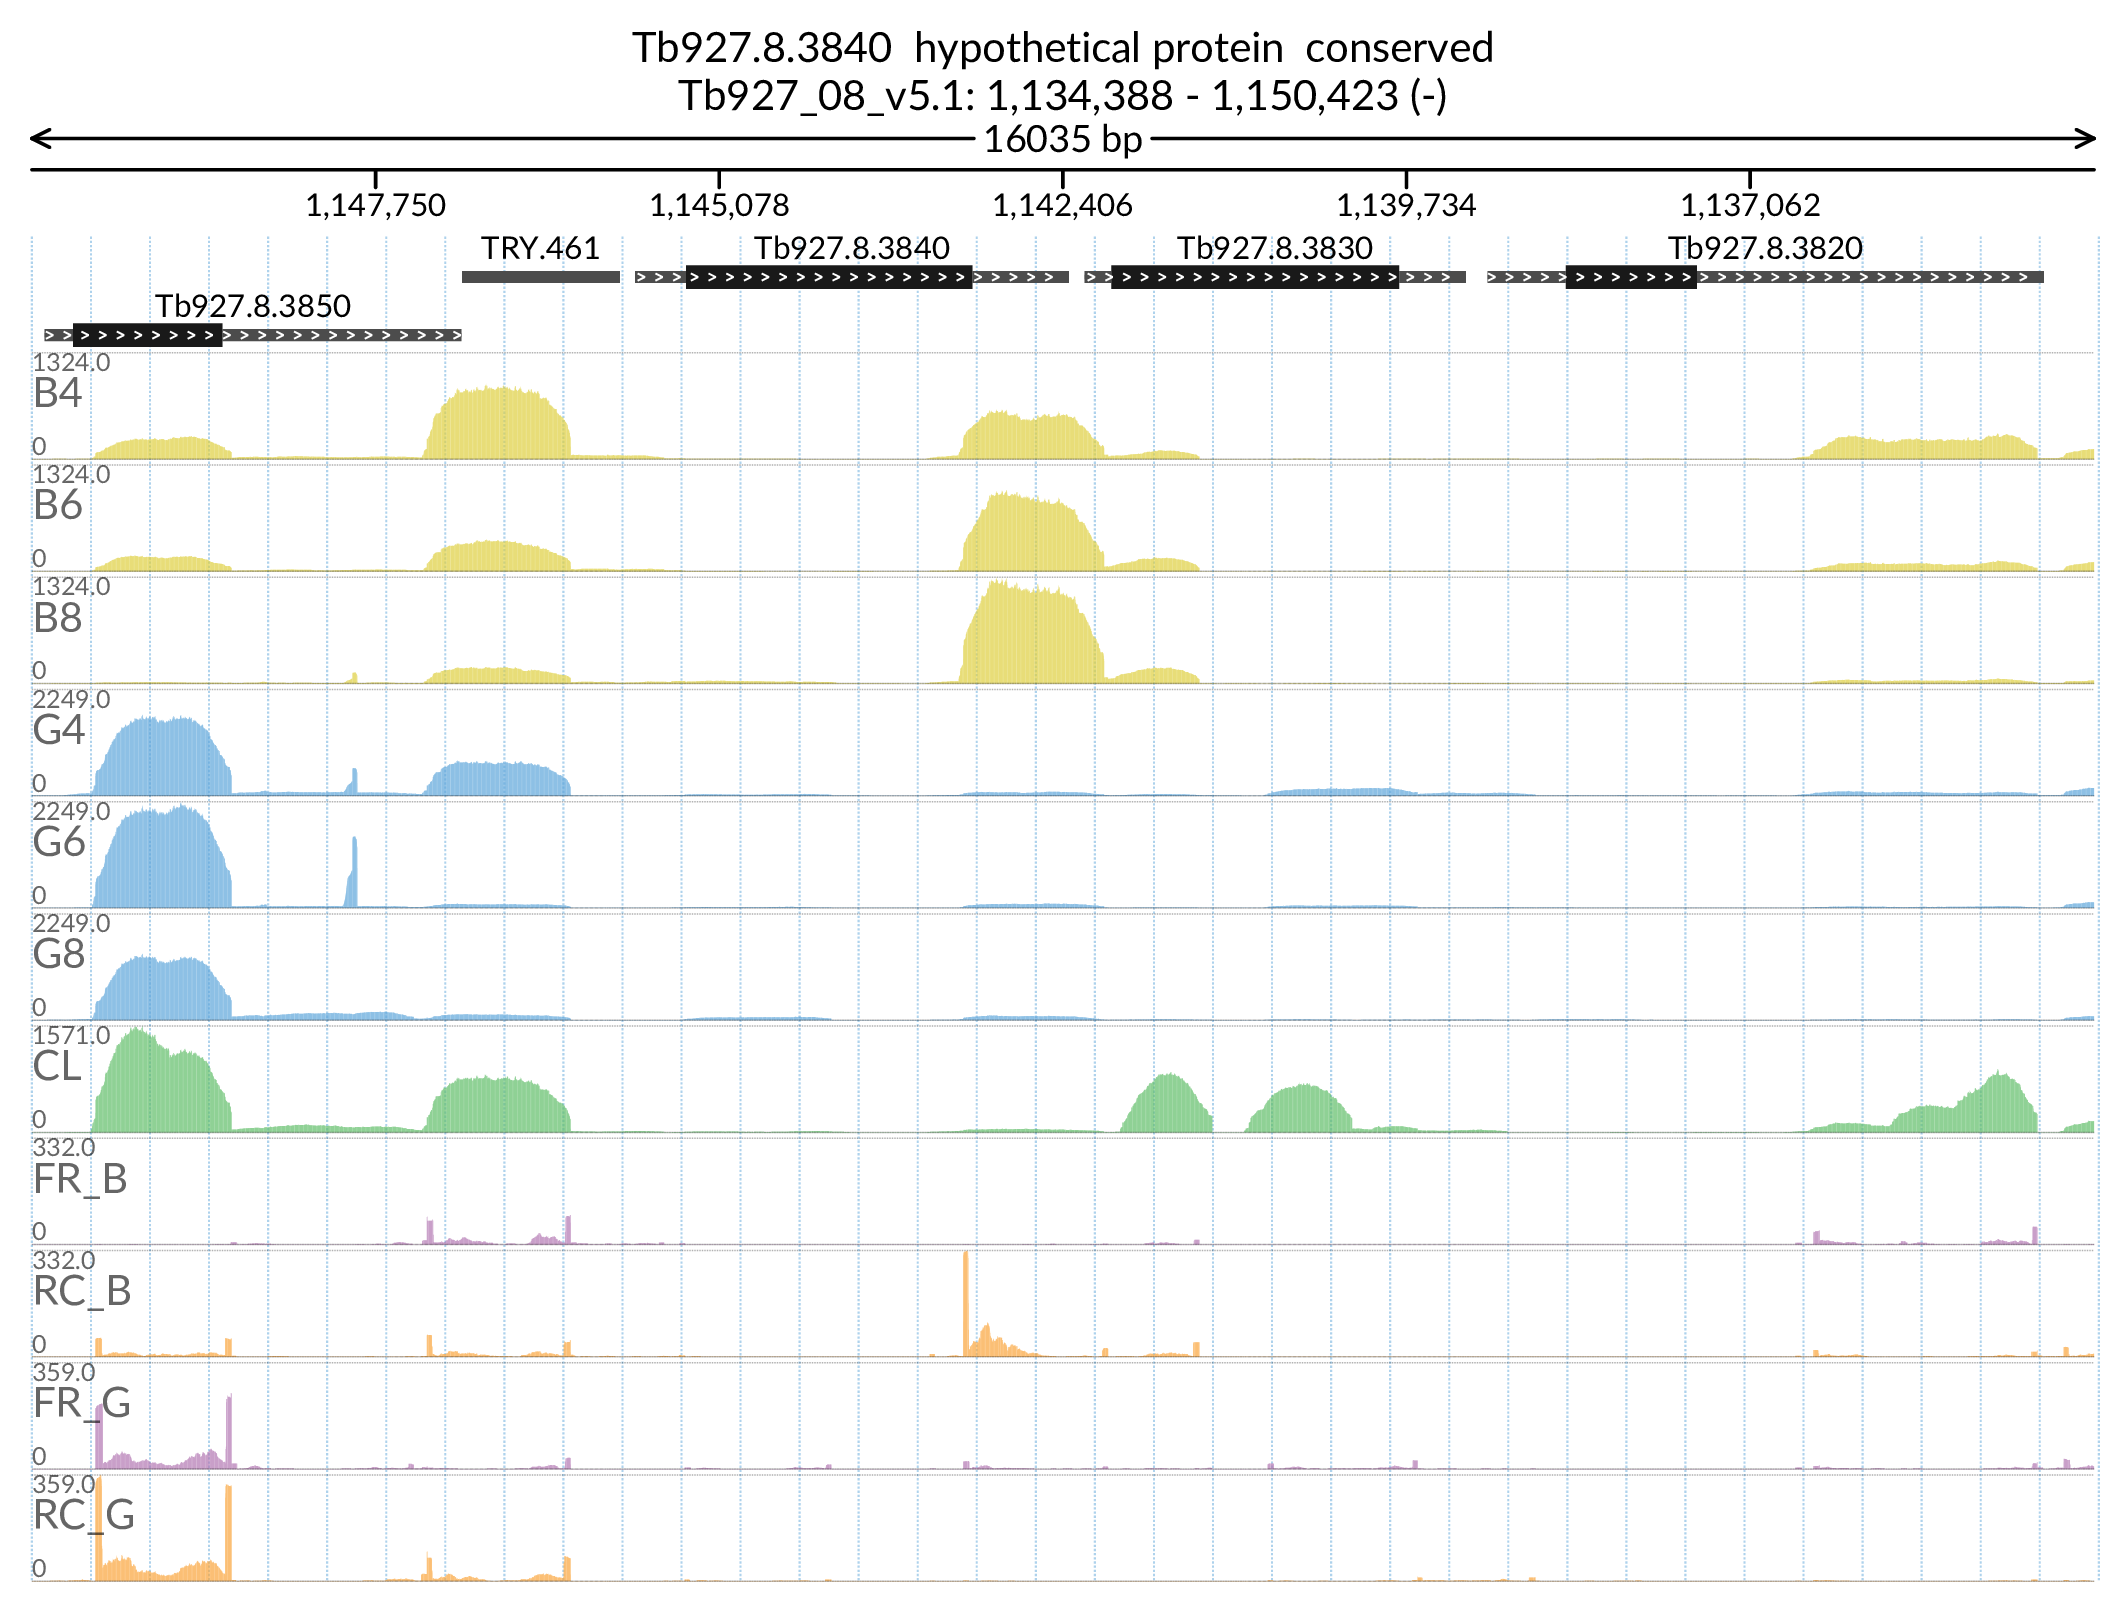 Tb927.8.3840 hypothetical protein conserved
Tb927_08_v5.1: 1,134,388 - 1,150,423 (-)
16035 bp
1,147,750 1,145,078 1,142,406 1,139,734 1,137,062
TRY.461 Tb927.8.3840 Tb927.8.3830 Tb927.8.3820
Tb927.8.3850
1324.0
B4
0
1324.0
B6
0
1324.0
B8
0
2249.0
G4
0
2249.0
G6
0
2249.0
G8
0
1571.0
CL
0
332.0
FR_B
0
332.0
RC_B
0
359.0
FR_G
0
359.0
RC_G
0